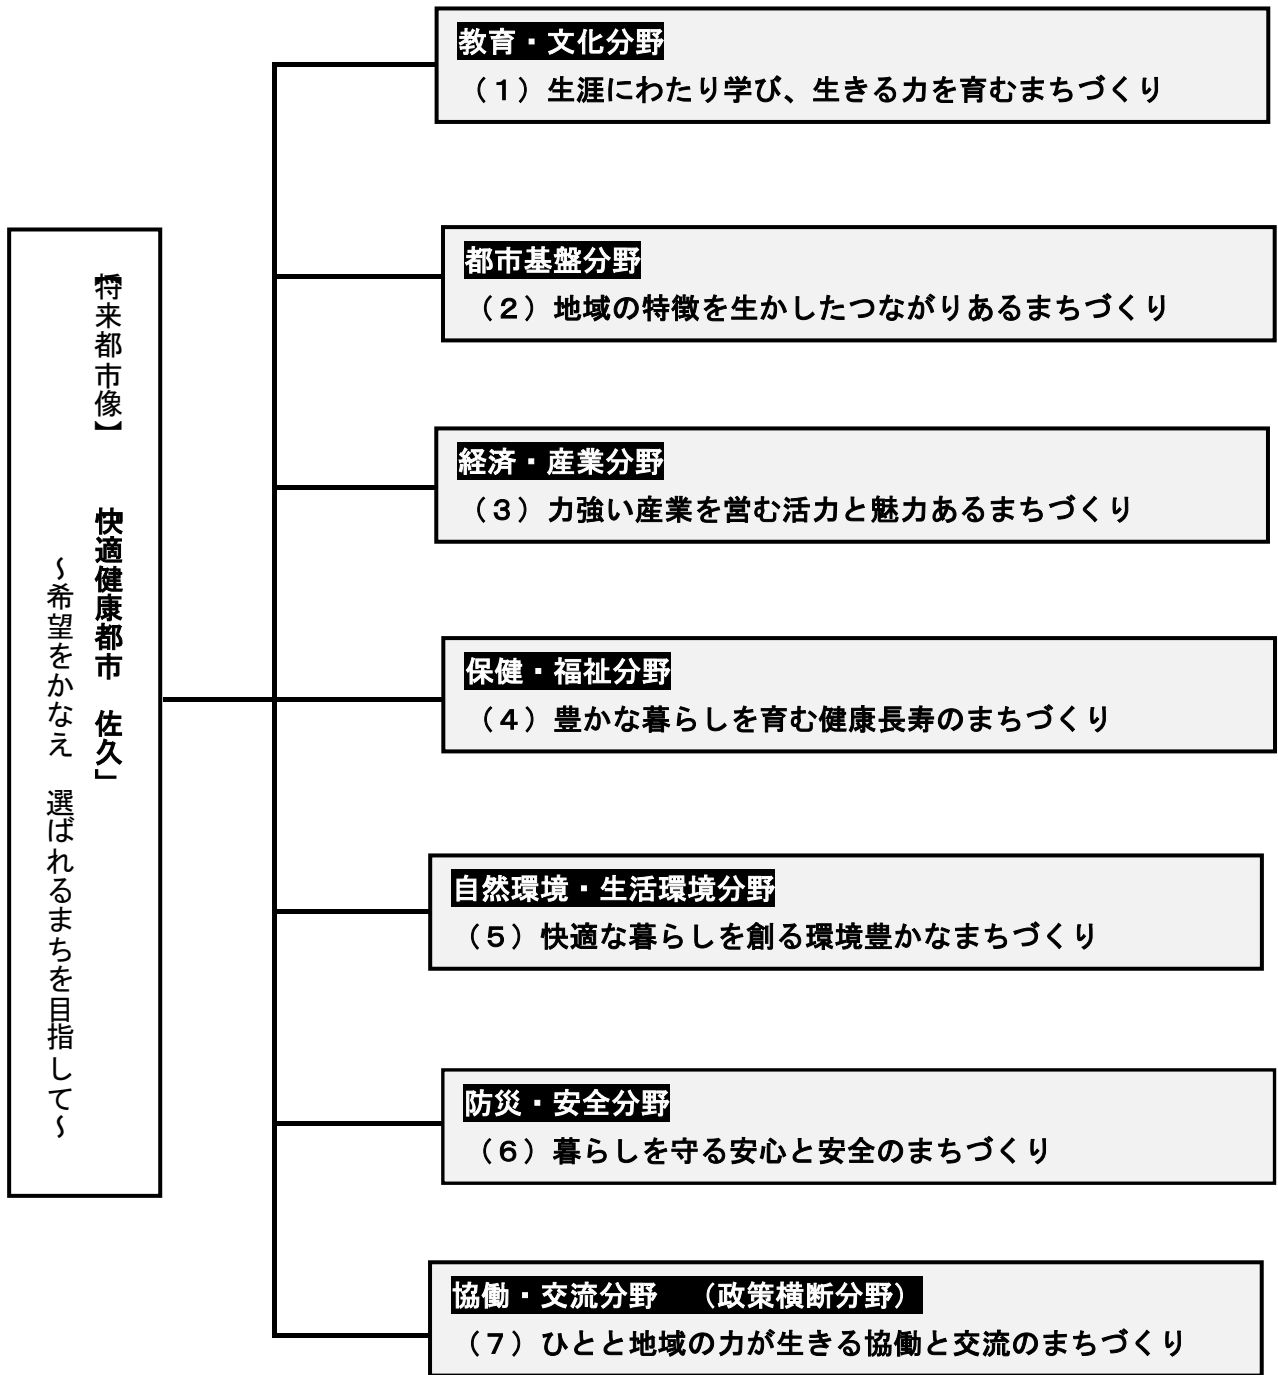 【将来都市像】　「快適健康都市　佐久」
～希望をかなえ　選ばれるまちを目指して～
教育・文化分野
（１）生涯にわたり学び、生きる力を育むまちづくり
都市基盤分野
（２）地域の特徴を生かしたつながりあるまちづくり
経済・産業分野
（３）力強い産業を営む活力と魅力あるまちづくり
保健・福祉分野
（４）豊かな暮らしを育む健康長寿のまちづくり
自然環境・生活環境分野
（５）快適な暮らしを創る環境豊かなまちづくり
防災・安全分野
（６）暮らしを守る安心と安全のまちづくり
協働・交流分野　（政策横断分野）
（７）ひとと地域の力が生きる協働と交流のまちづくり